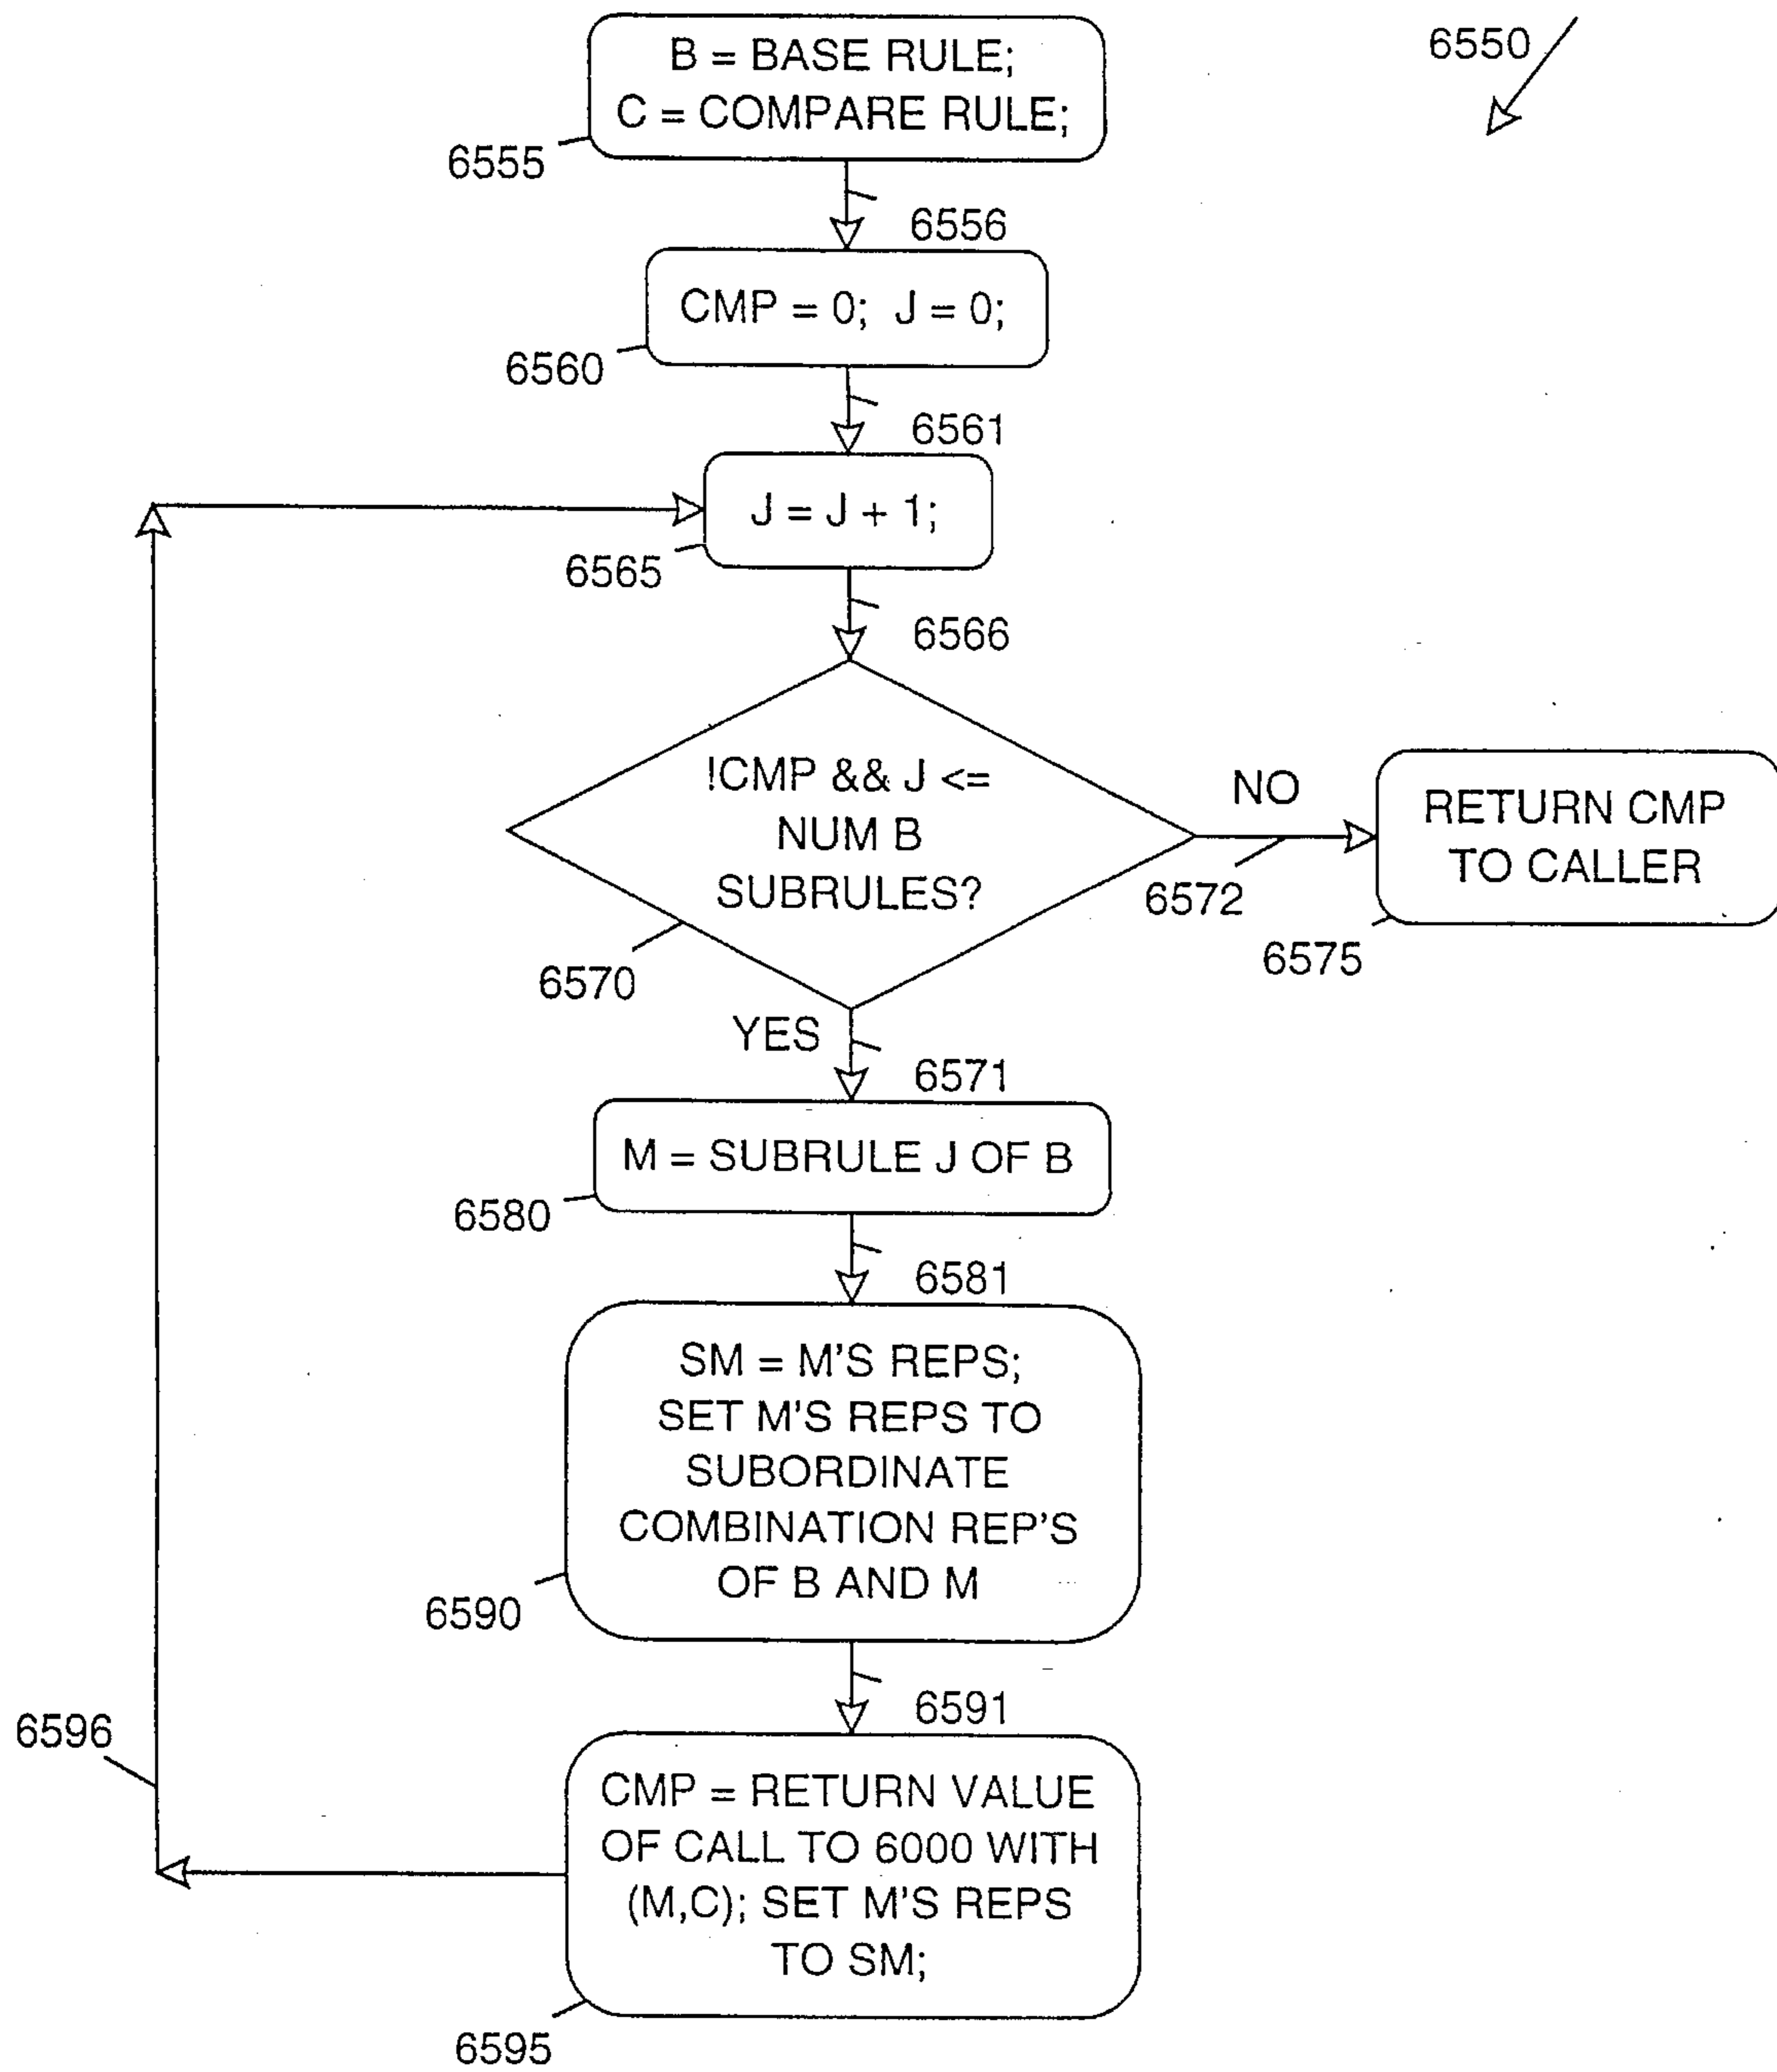 6550
B = BASE RULE;
C = COMPARE RULE;
6555
6556
CMP = 0; J = 0;
6560
6561
J = J + 1;
6565
6566
!CMP && J <=
NUM B
SUBRULES?
6570
NO
6572
RETURN CMP
TO CALLER
6575
YES
6571
M = SUBRULE J OF B
6580
6581
SM = M'S REPS;
SET M'S REPS TO
SUBORDINATE
COMBINATION REP'S
OF B AND M
6590
6591
CMP = RETURN VALUE
OF CALL TO 6000 WITH
(M,C); SET M'S REPS
TO SM;
6595
6596